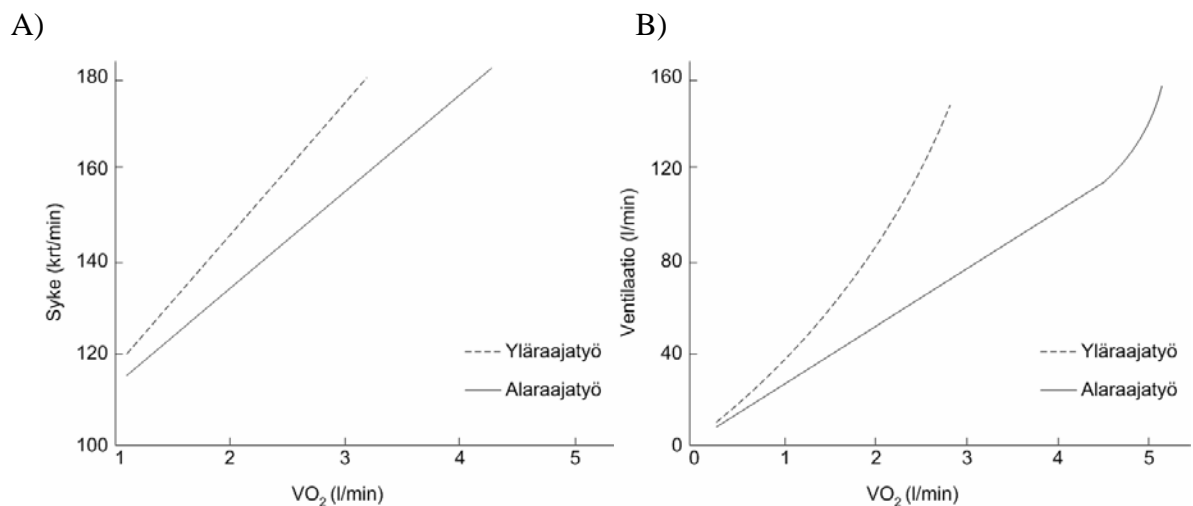 A)
180
160
140
120
100
Syke (krt/min)
1 2 3 4 5
VO₂ (l/min)
Yläraajatyö
Alaraajatyö
B)
160
120
80
40
0
Ventilaatio (l/min)
0 1 2 3 4 5
VO₂ (l/min)
Yläraajatyö
Alaraajatyö